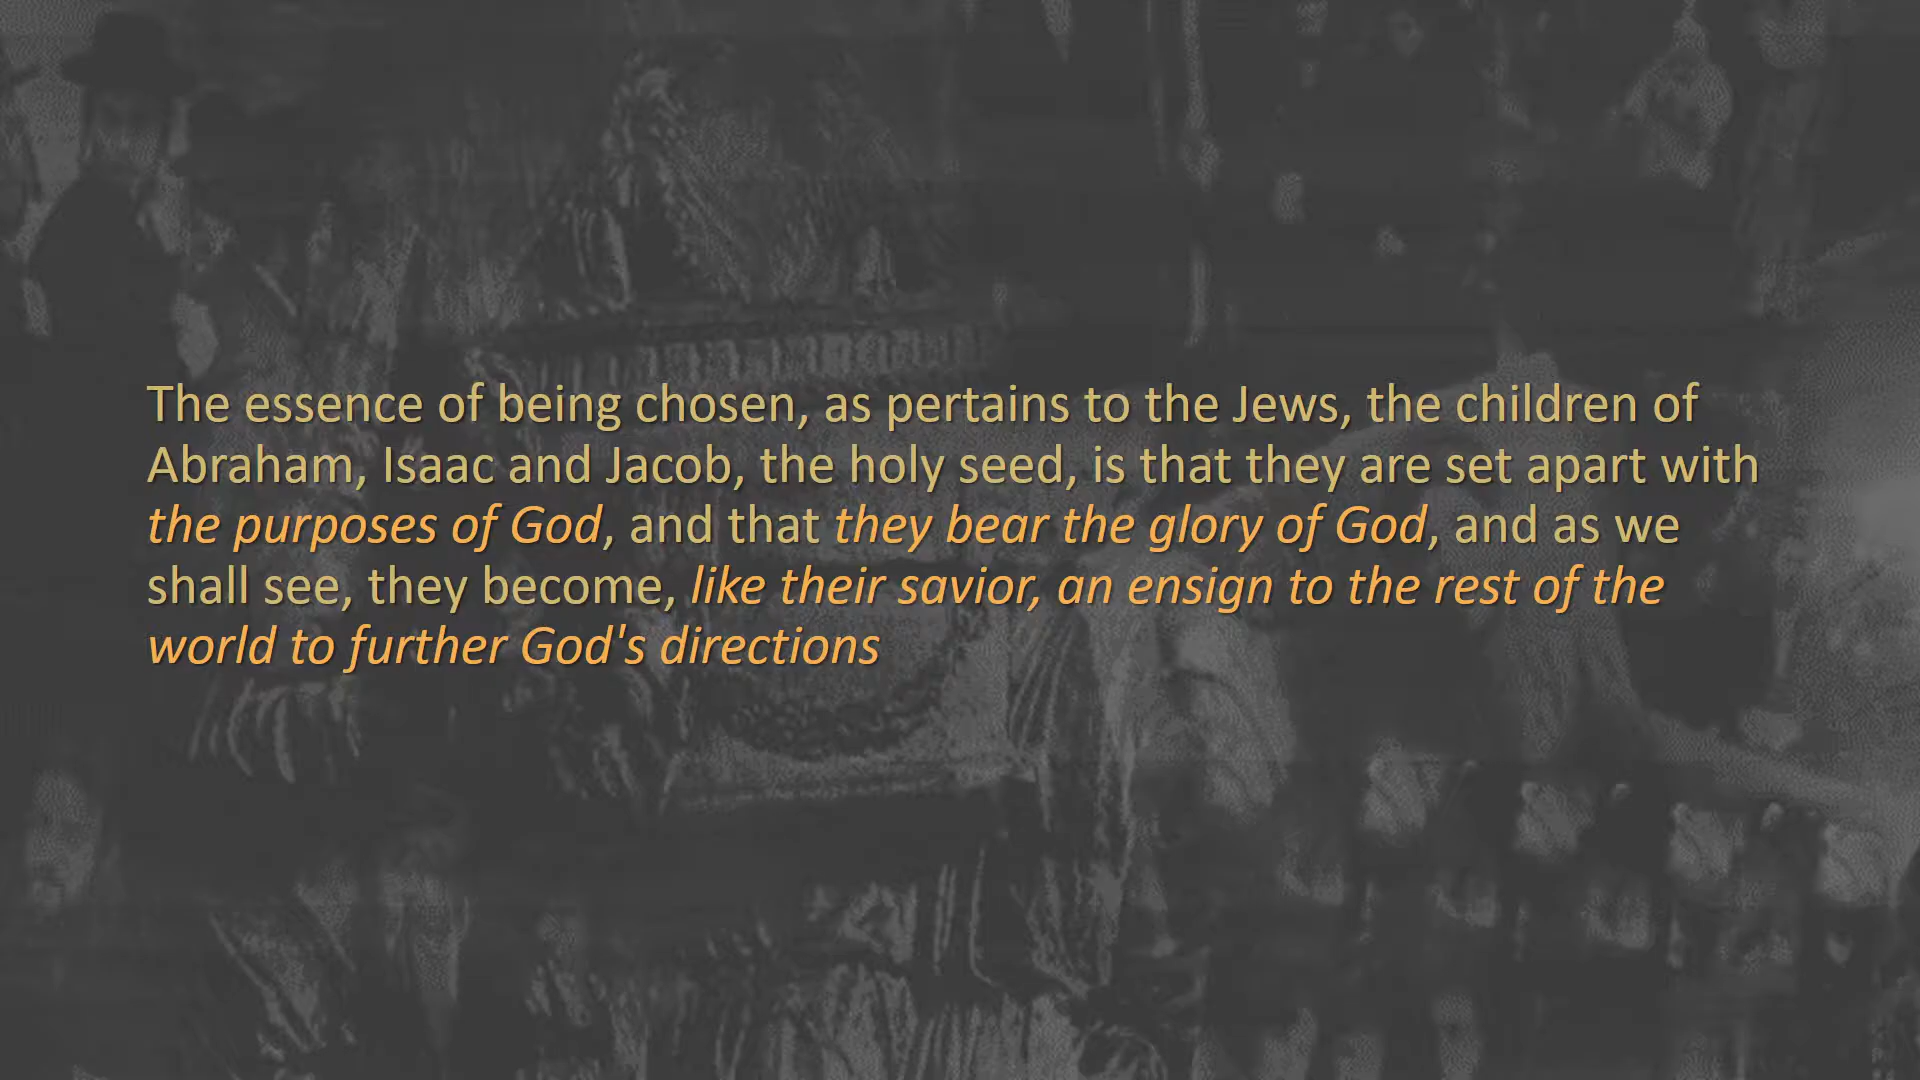 The essence of being chosen, as pertains to the Jews, the children of
Abraham, Isaac and Jacob, the holy seed, is that they are set apart with
the purposes of God, and that they bear the glory of God, and as we
shall see, they become, like their savior, an ensign to the rest of the
world to further God's directions